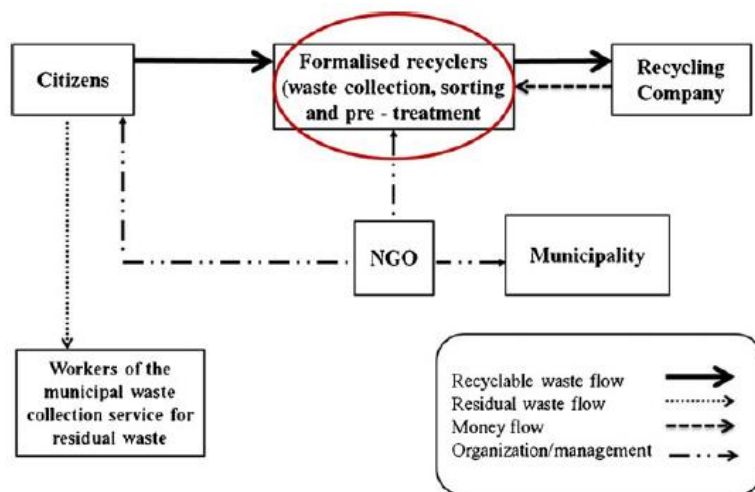 Citizens
Formalised recyclers
(waste collection, sorting
and pre - treatment
Recycling
Company
NGO
Municipality
Workers of the
municipal waste
collection service for
residual waste
Recyclable waste flow
Residual waste flow
Money flow
Organization/management